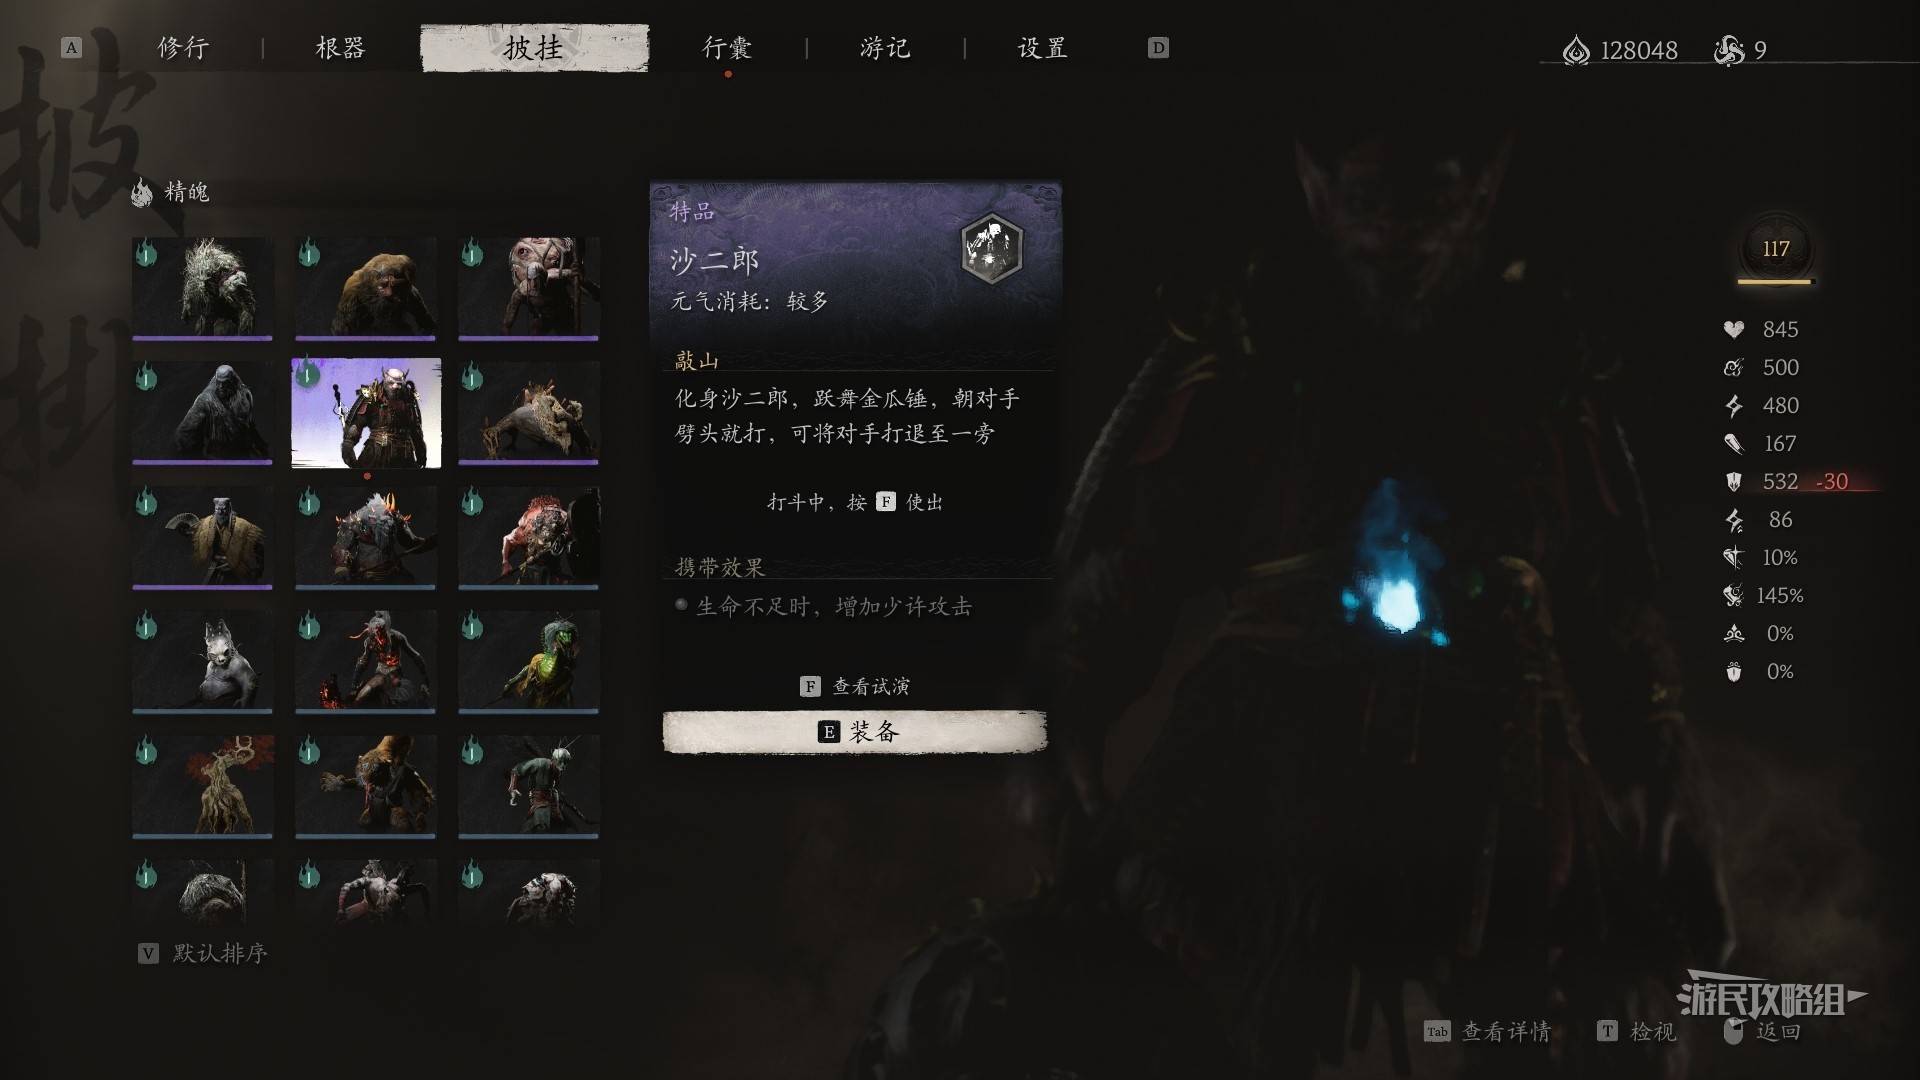 A 修行 | 根器 披挂 行囊 | 游记 | 设置 D
128048 9
披挂
精魄
特品
沙二郎
元气消耗：较多
敲山
化身沙二郎，跃舞金瓜锤，朝对手
劈头就打，可将对手打退至一旁
打斗中，按 F 使出
携带效果
生命不足时，增加少许攻击
F 查看试演
E 装备
117
845
500
480
167
532 -30
86
10%
145%
0%
0%
V 默认排序
游民攻略组
Tab 查看详情 T 检视 返回